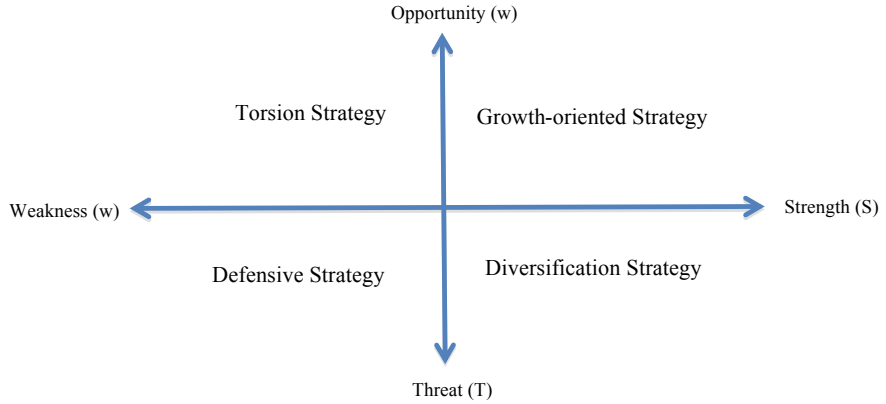 Opportunity (w)
Torsion Strategy
Growth-oriented Strategy
Weakness (w)
Strength (S)
Defensive Strategy
Diversification Strategy
Threat (T)